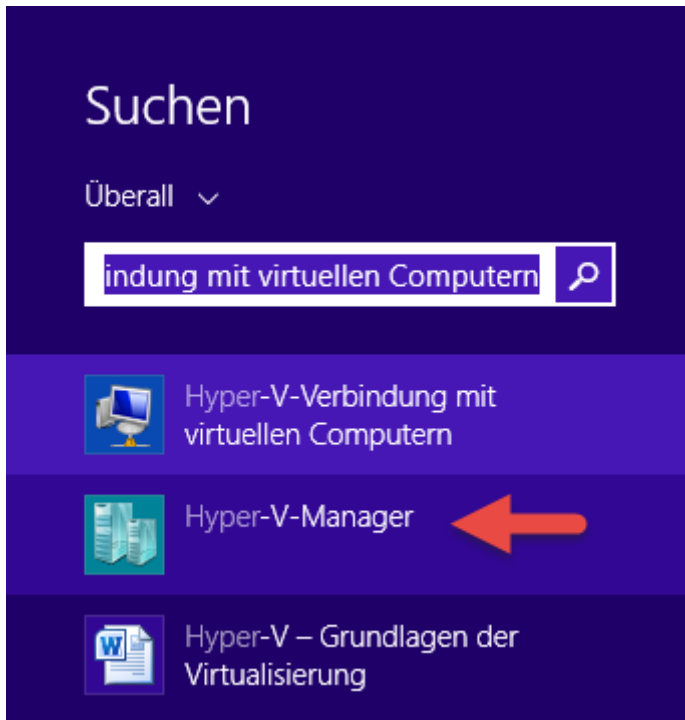 Suchen
Überall
indung mit virtuellen Computern
Hyper-V-Verbindung mit
virtuellen Computern
Hyper-V-Manager
Hyper-V – Grundlagen der
Virtualisierung